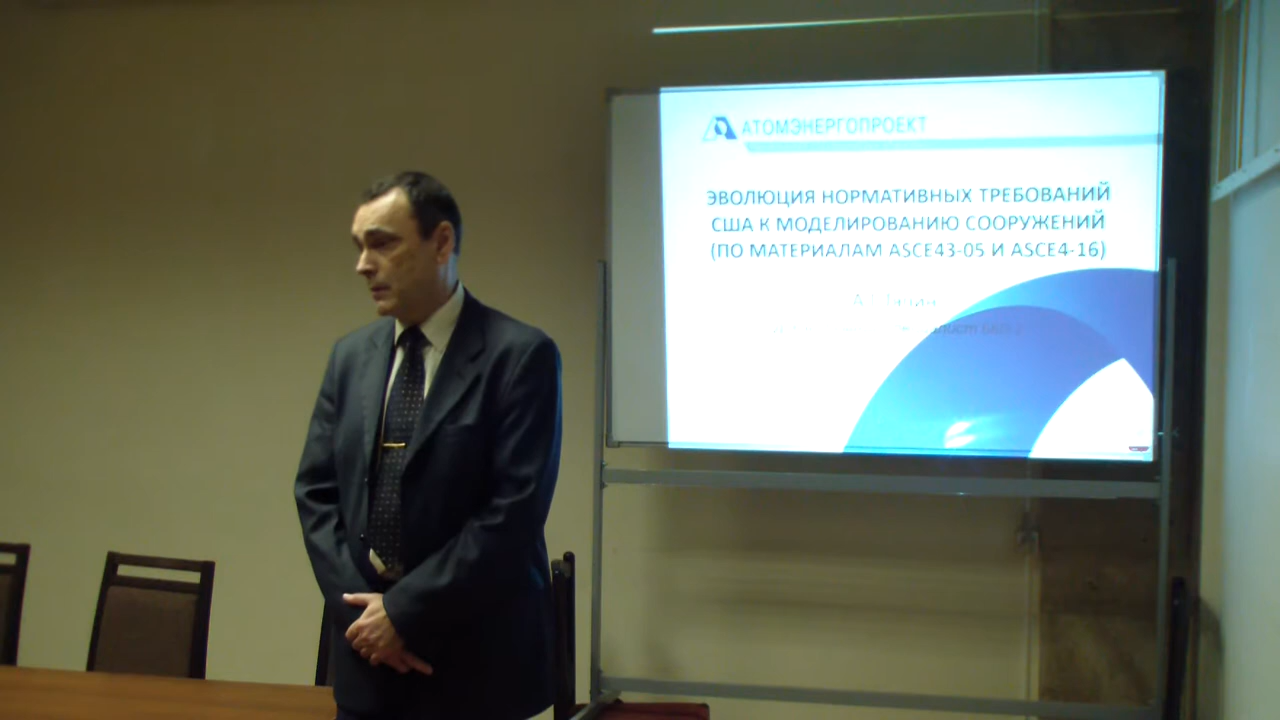 АТОМЭНЕРГОПРОЕКТ
ЭВОЛЮЦИЯ НОРМАТИВНЫХ ТРЕБОВАНИЙ
США К МОДЕЛИРОВАНИЮ СООРУЖЕНИЙ
(ПО МАТЕРИАЛАМ ASCE43-05 И ASCE4-16)